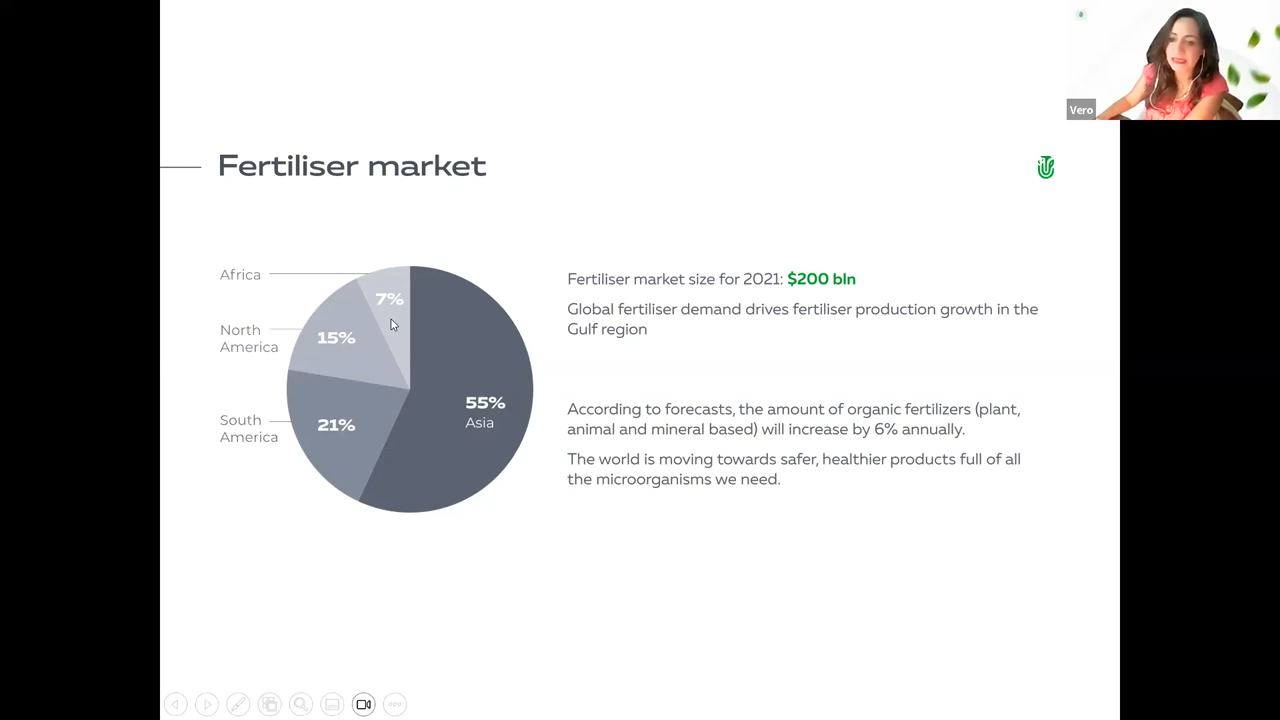 Vero
Fertiliser market
Africa
7%
North
America
15%
South
America
21%
55%
Asia
Fertiliser market size for 2021: $200 bln
Global fertiliser demand drives fertiliser production growth in the
Gulf region
According to forecasts, the amount of organic fertilizers (plant,
animal and mineral based) will increase by 6% annually.
The world is moving towards safer, healthier products full of all
the microorganisms we need.